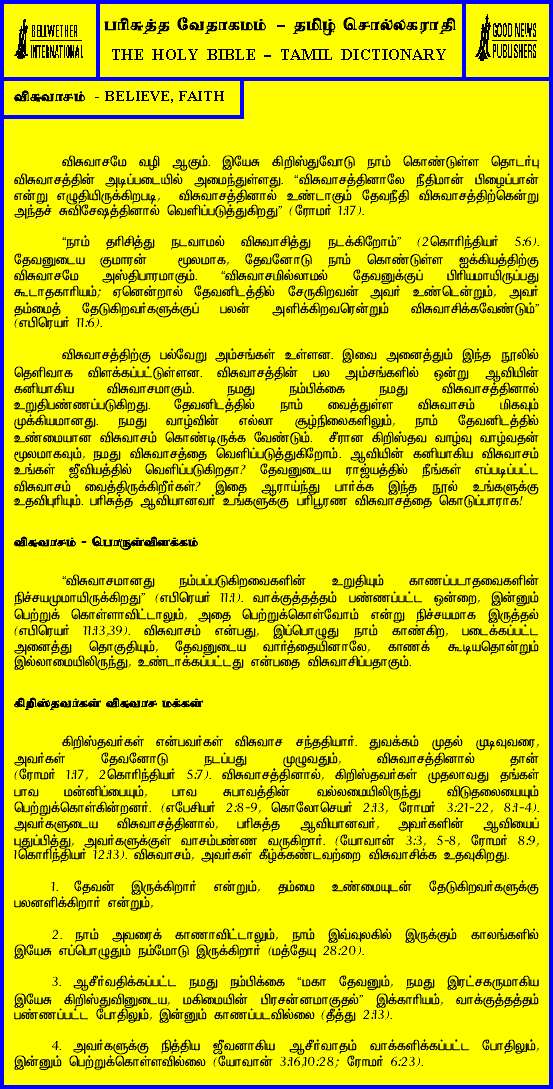 BELLWETHER
INTERNATIONAL
பரிசுத்த வேதாகமம் – தமிழ் சொல்லகராதி
THE HOLY BIBLE – TAMIL DICTIONARY
GOOD NEWS
PUBLISHERS
விசுவாசம் - BELIEVE, FAITH
விசுவாசமே வழி ஆகும். இயேசு கிறிஸ்துவோடு நாம் கொண்டுள்ள தொடர்பு
விசுவாசத்தின் அடிப்படையில் அமைந்துள்ளது. “விசுவாசத்தினாலே நீதிமான் பிழைப்பான்
என்று எழுதியிருக்கிறபடி, விசுவாசத்தினால் உண்டாகும் தேவநீதி விசுவாசத்திற்கென்று
அந்தச் சுவிசேஷத்தினால் வெளிப்படுத்துகிறது” (ரோமர் 1:17).
“நாம் தரிசித்து நடவாமல் விசுவாசித்து நடக்கிறோம்” (2கொரிந்தியர் 5:6).
தேவனுடைய குமாரன் மூலமாக, தேவனோடு நாம் கொண்டுள்ள ஐக்கியத்திற்கு
விசுவாசமே அஸ்திபாரமாகும். “விசுவாசமில்லாமல் தேவனுக்குப் பிரியமாயிருப்பது
கூடாதகாரியம்; ஏனென்றால் தேவனிடத்தில் சேருகிறவன் அவர் உண்டென்றும், அவர்
தம்மைத் தேடுகிறவர்களுக்குப் பலன் அளிக்கிறவரென்றும் விசுவாசிக்கவேண்டும்”
(எபிரெயர் 11:6).
விசுவாசத்திற்கு பல்வேறு அம்சங்கள் உள்ளன. இவை அனைத்தும் இந்த நூலில்
தெளிவாக விளக்கப்பட்டுள்ளன. விசுவாசத்தின் பல அம்சங்களில் ஒன்று ஆவியின்
கனியாகிய விசுவாசமாகும். நமது நம்பிக்கை நமது விசுவாசத்தினால்
உறுதிபண்ணப்படுகிறது. தேவனிடத்தில் நாம் வைத்துள்ள விசுவாசம் மிகவும்
முக்கியமானது. நமது வாழ்வின் எல்லா சூழ்நிலைகளிலும், நாம் தேவனிடத்தில்
உண்மையான விசுவாசம் கொண்டிருக்க வேண்டும். சீரான கிறிஸ்தவ வாழ்வு வாழ்வதன்
மூலமாகவும், நமது விசுவாசத்தை வெளிப்படுத்துகிறோம். ஆவியின் கனியாகிய விசுவாசம்
உங்கள் ஜீவியத்தில் வெளிப்படுகிறதா? தேவனுடைய ராஜ்யத்தில் நீங்கள் எப்படிப்பட்ட
விசுவாசம் வைத்திருக்கிறீர்கள்? இதை ஆராய்ந்து பார்க்க இந்த நூல் உங்களுக்கு
உதவிபுரியும். பரிசுத்த ஆவியானவர் உங்களுக்கு பரிபூரண விசுவாசத்தை கொடுப்பாராக!
விசுவாசம் - பொருள்விளக்கம்
“விசுவாசமானது நம்பப்படுகிறவைகளின் உறுதியும் காணப்படாதவைகளின்
நிச்சயமுமாயிருக்கிறது” (எபிரெயர் 11:1). வாக்குத்தத்தம் பண்ணப்பட்ட ஒன்றை, இன்னும்
பெற்றுக் கொள்ளாவிட்டாலும், அதை பெற்றுக்கொள்வோம் என்று நிச்சயமாக இருத்தல்
(எபிரெயர் 11:13,39). விசுவாசம் என்பது, இப்பொழுது நாம் காண்கிற, படைக்கப்பட்ட
அனைத்து தொகுதியும், தேவனுடைய வார்த்தையினாலே, காணக் கூடியதொன்றும்
இல்லாமையிலிருந்து, உண்டாக்கப்பட்டது என்பதை விசுவாசிப்பதாகும்.
கிறிஸ்தவர்கள் விசுவாச மக்கள்
கிறிஸ்தவர்கள் என்பவர்கள் விசுவாச சந்ததியார். துவக்கம் முதல் முடிவுவரை,
அவர்கள் தேவனோடு நடப்பது முழுவதும், விசுவாசத்தினால் தான்
(ரோமர் 1:17, 2கொரிந்தியர் 5:7). விசுவாசத்தினால், கிறிஸ்தவர்கள் முதலாவது தங்கள்
பாவ மன்னிப்பையும், பாவ சுபாவத்தின் வல்லமையிலிருந்து விடுதலையையும்
பெற்றுக்கொள்கின்றனர். (எபேசியர் 2:8-9, கொலோசெயர் 2:13, ரோமர் 3:21-22, 8:1-4).
அவர்களுடைய விசுவாசத்தினால், பரிசுத்த ஆவியானவர், அவர்களின் ஆவியைப்
புதுப்பித்து, அவர்களுக்குள் வாசம்பண்ண வருகிறார். (யோவான் 3:3, 5-8, ரோமர் 8:9,
1கொரிந்தியர் 12:13). விசுவாசம், அவர்கள் கீழ்க்கண்டவற்றை விசுவாசிக்க உதவுகிறது.
1. தேவன் இருக்கிறார் என்றும், தம்மை உண்மையுடன் தேடுகிறவர்களுக்கு
பலனளிக்கிறார் என்றும்,
2. நாம் அவரைக் காணாவிட்டாலும், நாம் இவ்வுலகில் இருக்கும் காலங்களில்
இயேசு எப்பொழுதும் நம்மோடு இருக்கிறார் (மத்தேயு 28:20).
3. ஆசீர்வதிக்கப்பட்ட நமது நம்பிக்கை “மகா தேவனும், நமது இரட்சகருமாகிய
இயேசு கிறிஸ்துவினுடைய, மகிமையின் பிரசன்னமாகுதல்” இக்காரியம், வாக்குத்தத்தம்
பண்ணப்பட்ட போதிலும், இன்னும் காணப்படவில்லை (தீத்து 2:13).
4. அவர்களுக்கு நித்திய ஜீவனாகிய ஆசீர்வாதம் வாக்களிக்கப்பட்ட போதிலும்,
இன்னும் பெற்றுக்கொள்ளவில்லை (யோவான் 3:16,10:28; ரோமர் 6:23).